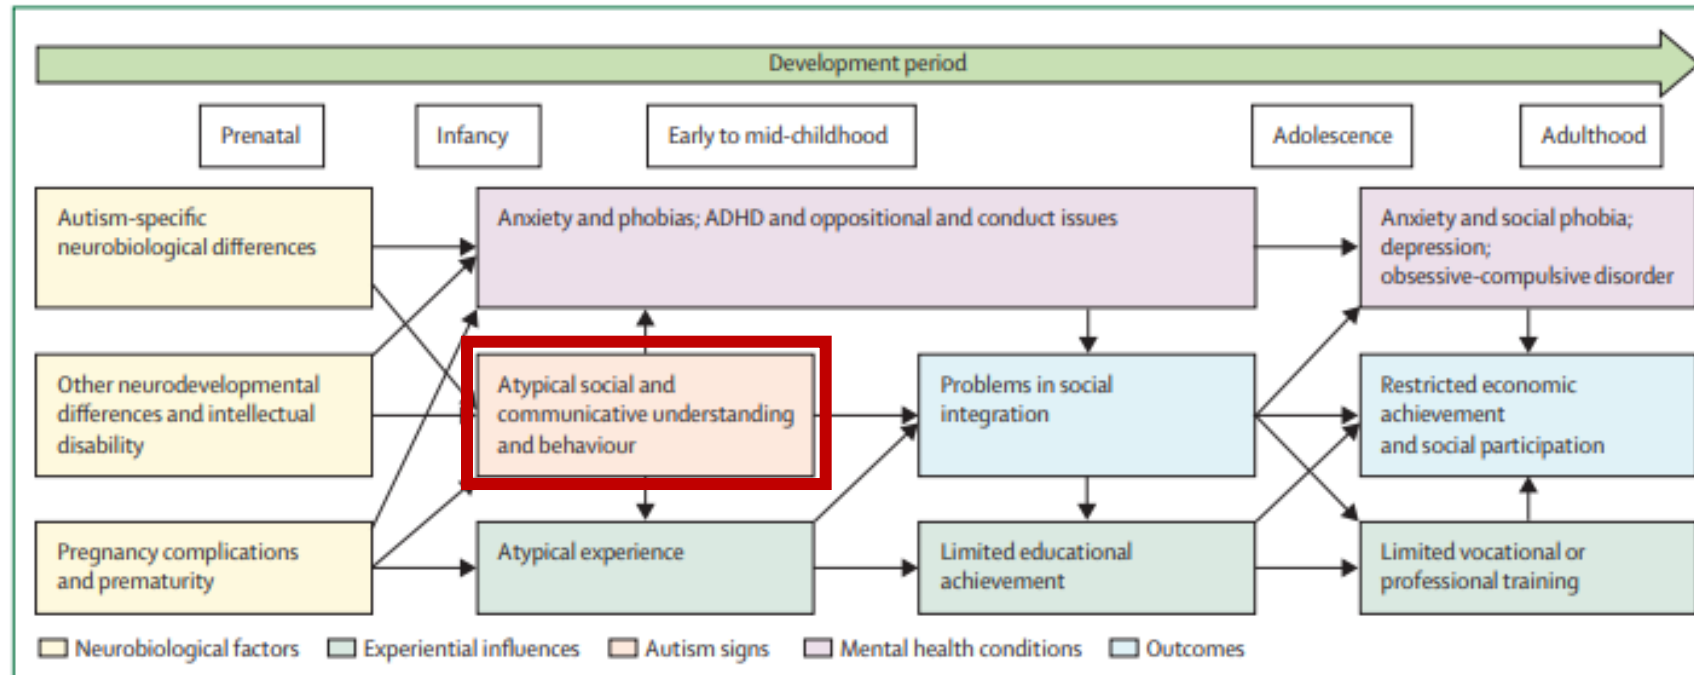 Development period
Prenatal
Infancy
Early to mid-childhood
Adolescence
Adulthood
Autism-specific
neurobiological differences
Anxiety and phobias; ADHD and oppositional and conduct issues
Anxiety and social phobia;
depression;
obsessive-compulsive disorder
Other neurodevelopmental
differences and intellectual
disability
Atypical social and
communicative understanding
and behaviour
Problems in social
integration
Restricted economic
achievement
and social participation
Pregnancy complications
and prematurity
Atypical experience
Limited educational
achievement
Limited vocational or
professional training
Neurobiological factors
Experiential influences
Autism signs
Mental health conditions
Outcomes